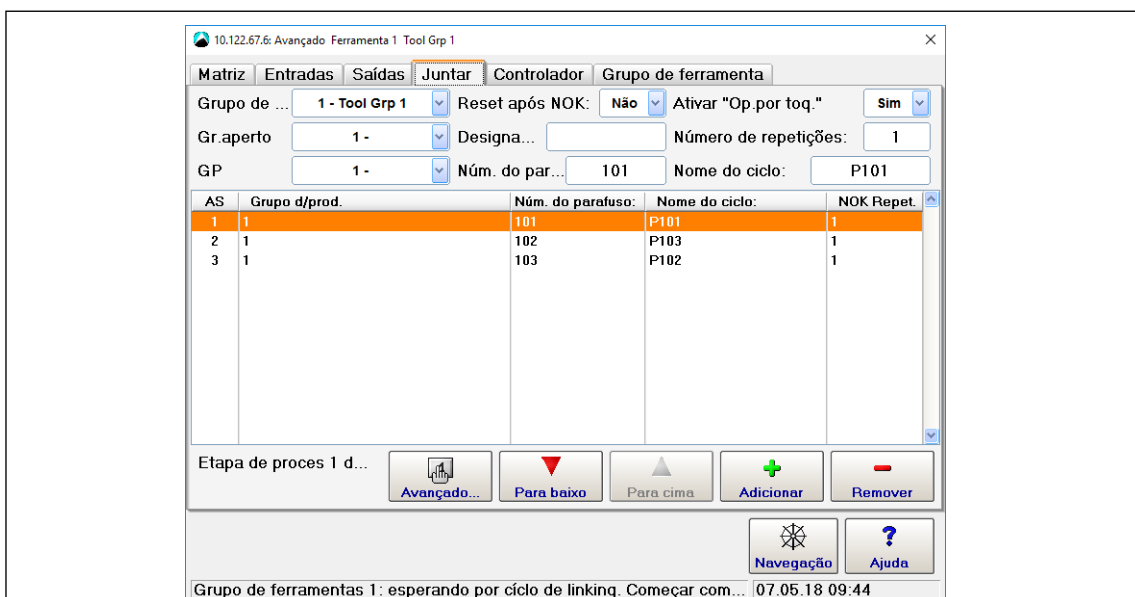 10.122.67.6: Avançado Ferramenta 1 Tool Grp 1
Matriz Entradas Saídas Juntar Controlador Grupo de ferramenta
Grupo de ... 1 - Tool Grp 1 Reset após NOK: Não Ativar "Op.por toq." Sim
Gr.aperto 1 - Designa... Número de repetições: 1
GP 1 - Núm. do par... 101 Nome do ciclo: P101
AS Grupo d/prod. Núm. do parafuso: Nome do ciclo: NOK Repet.
1 1 101 P101 1
2 1 102 P103 1
3 1 103 P102 1
Etapa de proces 1 d...
Avançado... Para baixo Para cima Adicionar Remover
Navegação Ajuda
Grupo de ferramentas 1: esperando por cíclo de linking. Começar com... 07.05.18 09:44